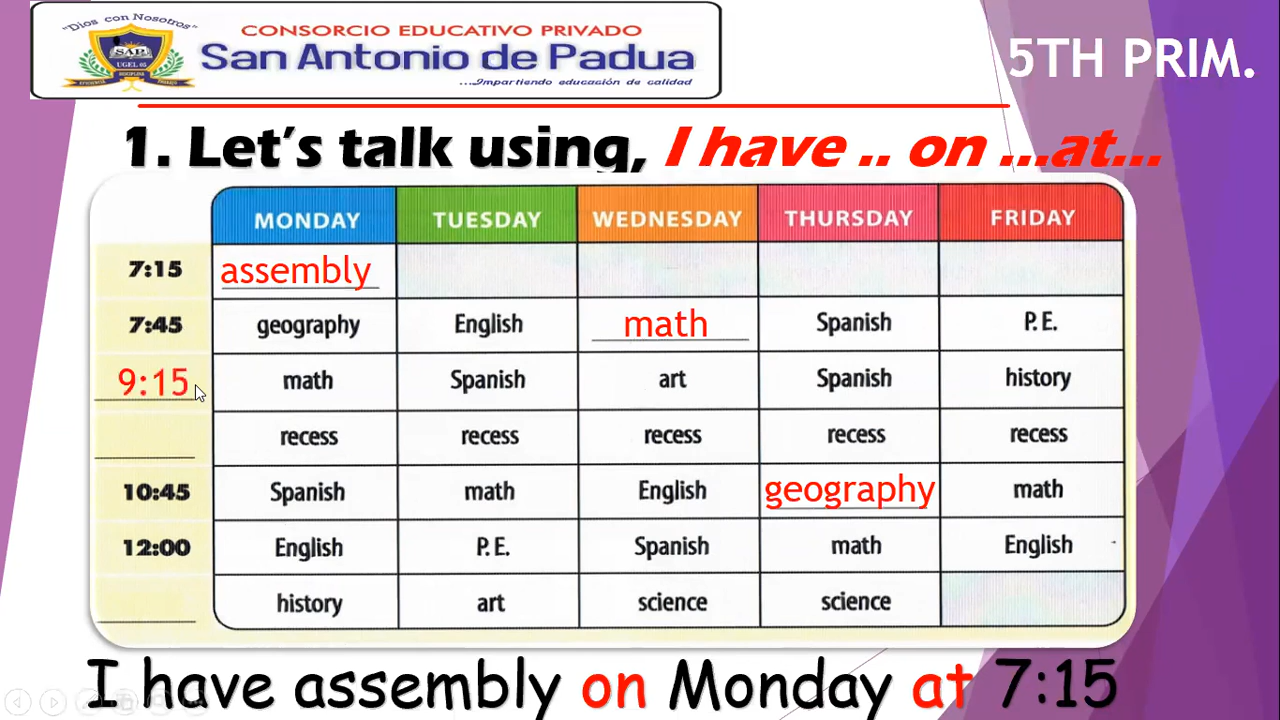 "Dios con Nosotros"
SAP
UGEL 05
CONSORCIO EDUCATIVO PRIVADO
San Antonio de Padua
...Impartiendo educación de calidad
5TH PRIM.
1. Let's talk using, I have .. on ...at...
MONDAY TUESDAY WEDNESDAY THURSDAY FRIDAY
7:15 assembly
7:45 geography English math Spanish P.E.
9:15 math Spanish art Spanish history
recess recess recess recess recess
10:45 Spanish math English geography math
12:00 English P.E. Spanish math English
history art science science
I have assembly on Monday at 7:15